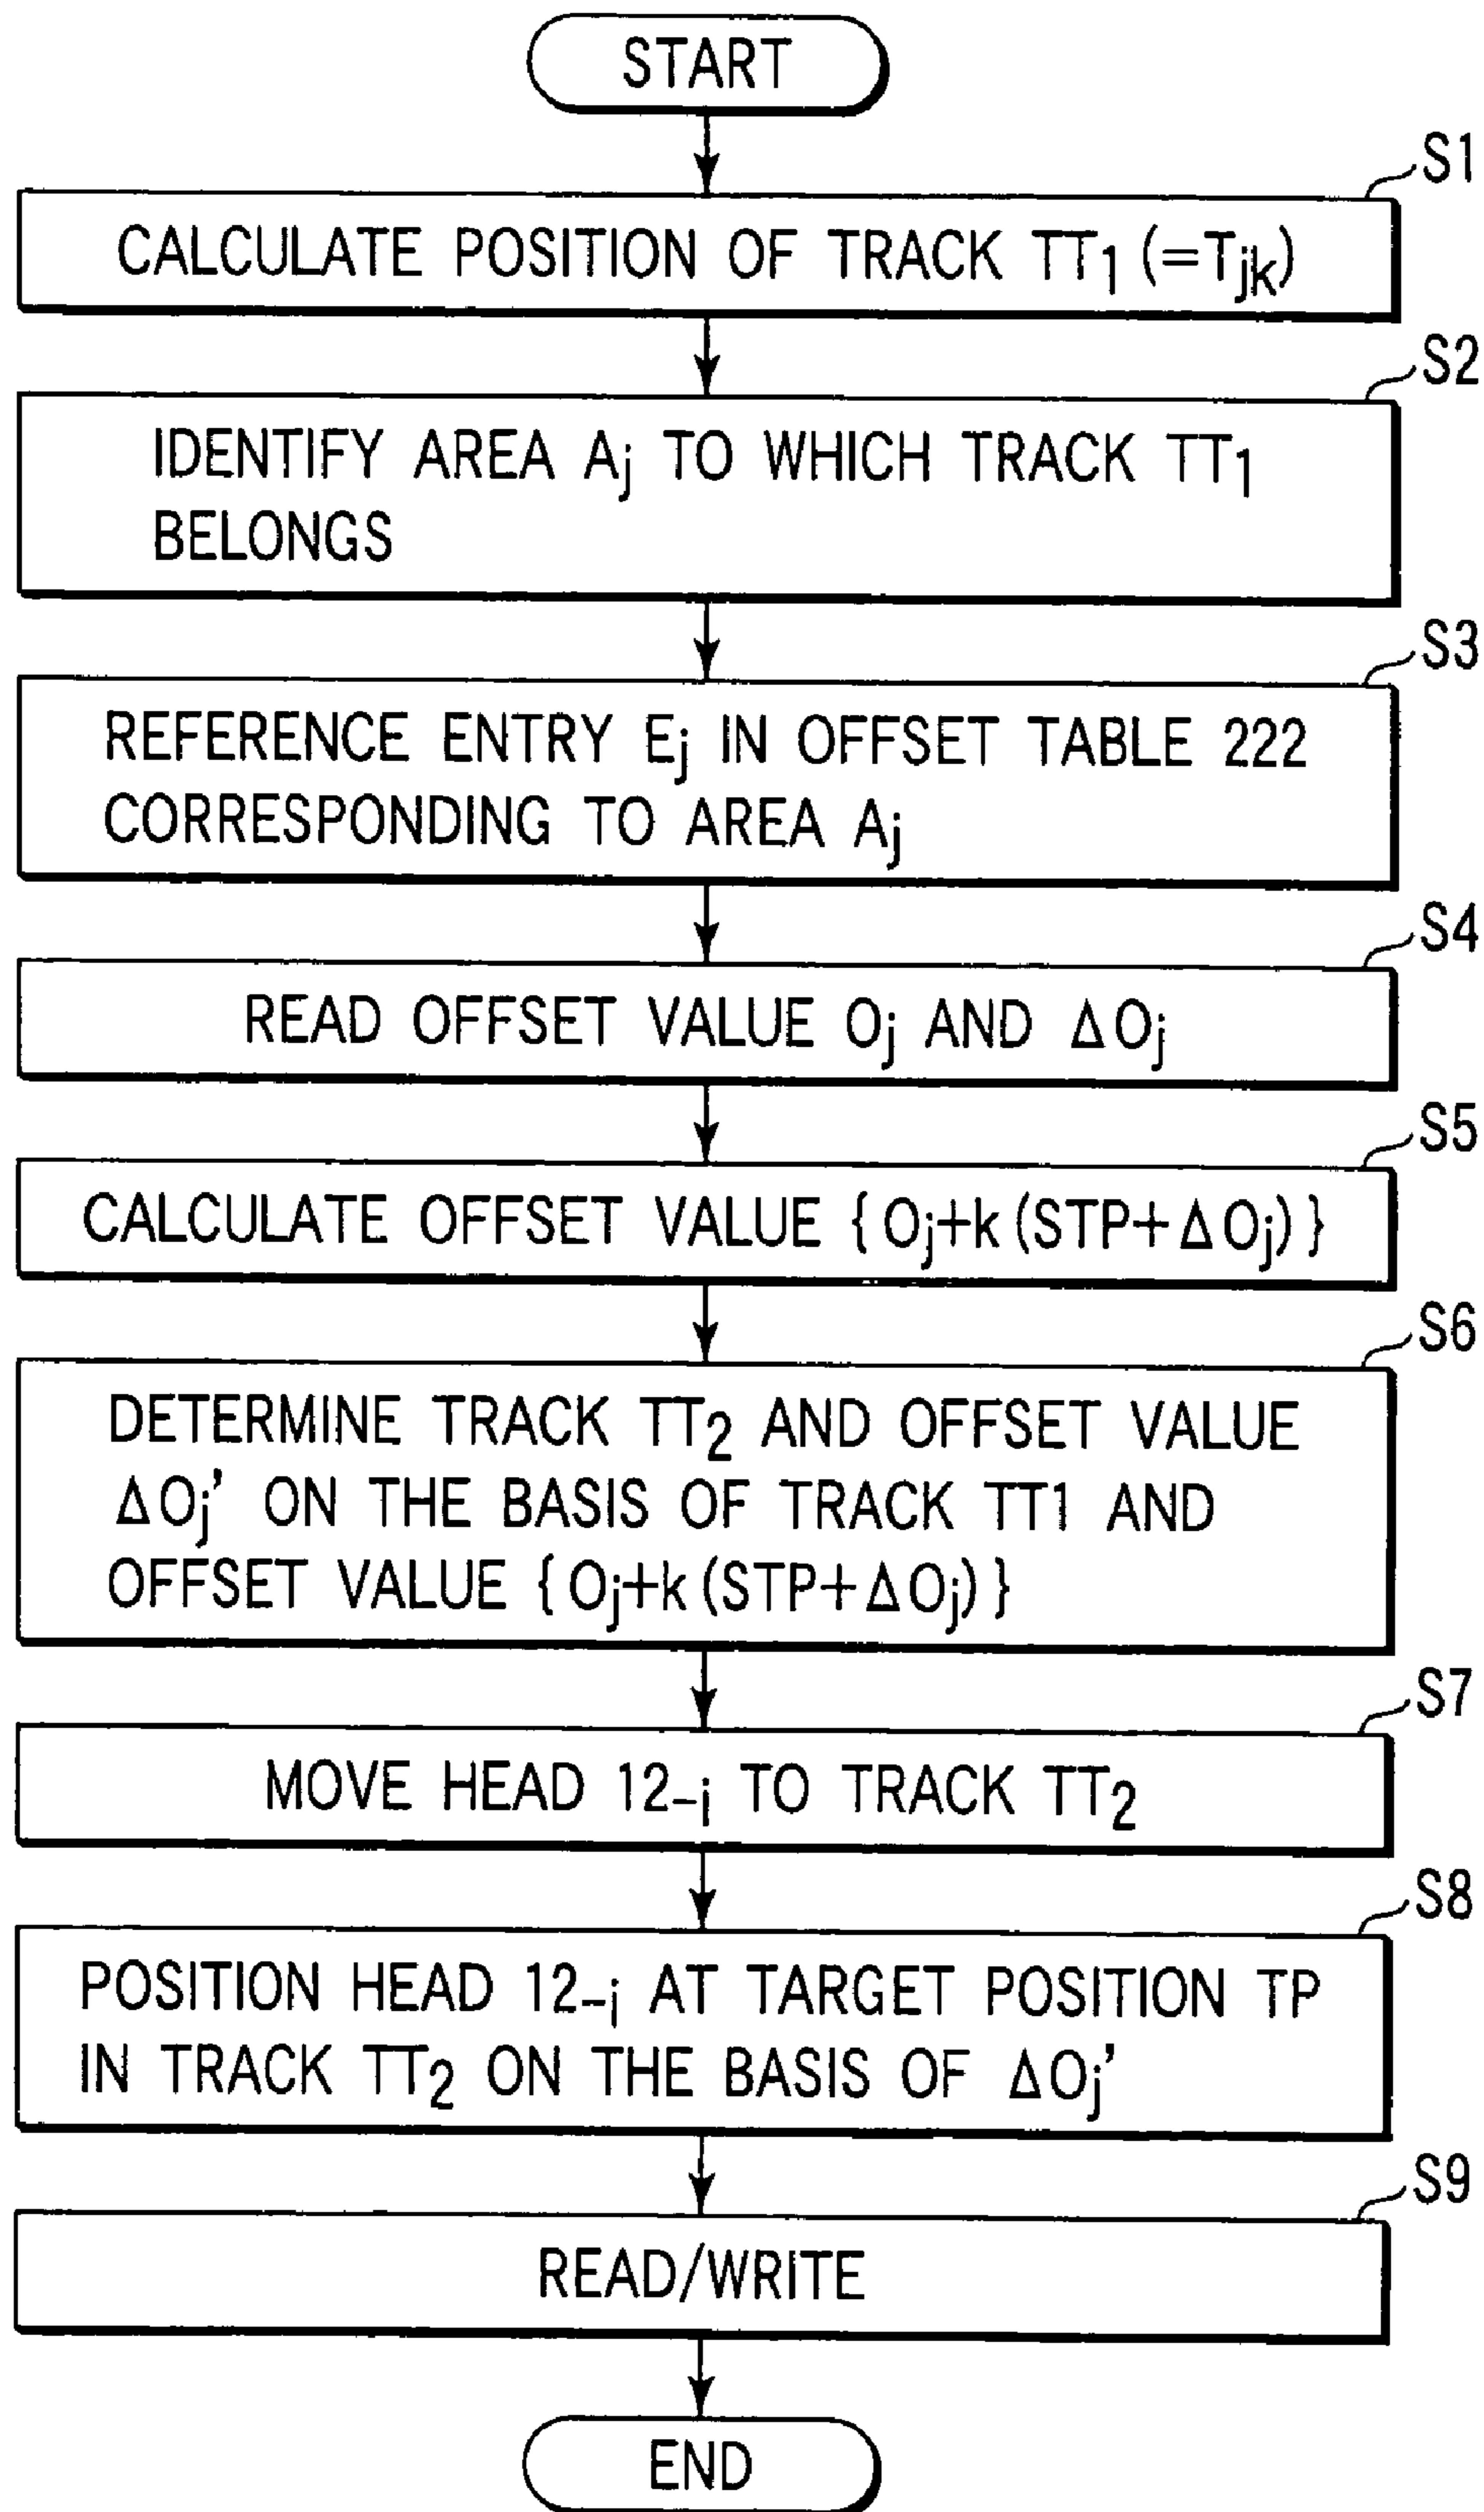 START
S1
CALCULATE POSITION OF TRACK TT₁ (=Tjk)
S2
IDENTIFY AREA Aj TO WHICH TRACK TT₁
BELONGS
S3
REFERENCE ENTRY Ej IN OFFSET TABLE 222
CORRESPONDING TO AREA Aj
S4
READ OFFSET VALUE Oj AND ΔOj
S5
CALCULATE OFFSET VALUE {Oj+k(STP+ΔOj)}
S6
DETERMINE TRACK TT₂ AND OFFSET VALUE
ΔOj' ON THE BASIS OF TRACK TT1 AND
OFFSET VALUE {Oj+k(STP+ΔOj)}
S7
MOVE HEAD 12-i TO TRACK TT₂
S8
POSITION HEAD 12-i AT TARGET POSITION TP
IN TRACK TT₂ ON THE BASIS OF ΔOj'
S9
READ/WRITE
END